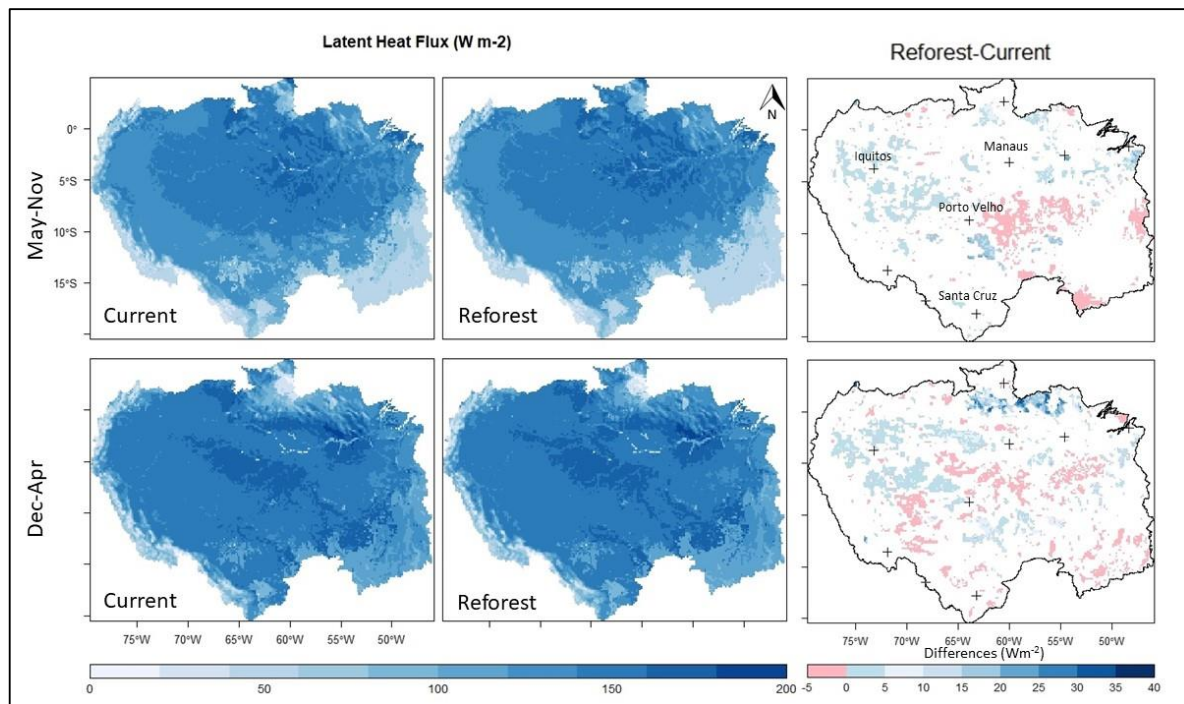 Latent Heat Flux (W m-2)
Reforest-Current
May-Nov
0°
5°S
10°S
15°S
Current
Reforest
N
Iquitos
Manaus
Porto Velho
Santa Cruz
Dec-Apr
Current
Reforest
75°W 70°W 65°W 60°W 55°W 50°W
75°W 70°W 65°W 60°W 55°W 50°W
Differences (Wm-2)
0 50 100 150 200
-5 0 5 10 15 20 25 30 35 40